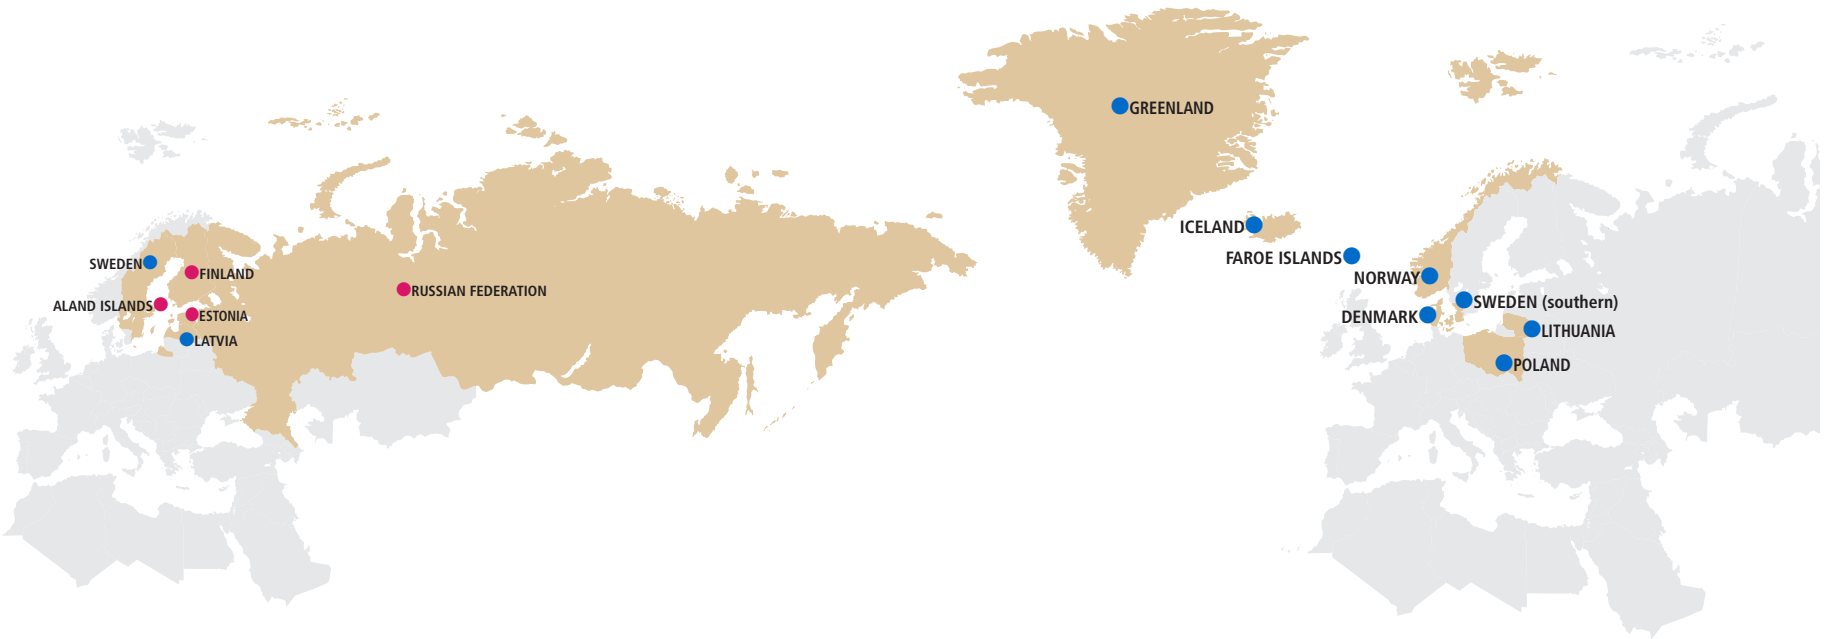 SWEDEN
FINLAND
RUSSIAN FEDERATION
ALAND ISLANDS
ESTONIA
LATVIA
GREENLAND
ICELAND
FAROE ISLANDS
NORWAY
SWEDEN (southern)
DENMARK
LITHUANIA
POLAND